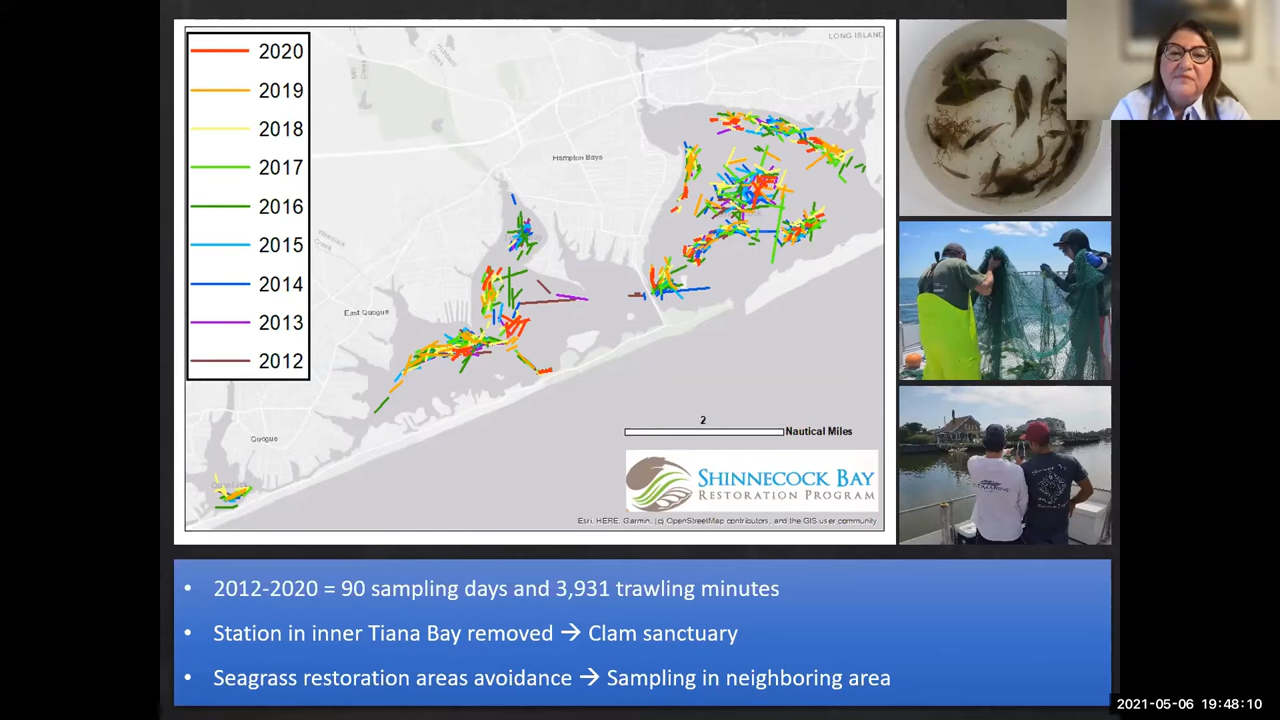 2020
2019
2018
2017
2016
2015
2014
2013
2012
LONG ISLAND
Hampton Bays
East Quogue
Quogue
2
Nautical Miles
SHINNECOCK BAY
RESTORATION PROGRAM
Esri, HERE, Garmin, (c) OpenStreetMap contributors, and the GIS user community
• 2012-2020 = 90 sampling days and 3,931 trawling minutes
• Station in inner Tiana Bay removed → Clam sanctuary
• Seagrass restoration areas avoidance → Sampling in neighboring area
2021-05-06 19:48:10